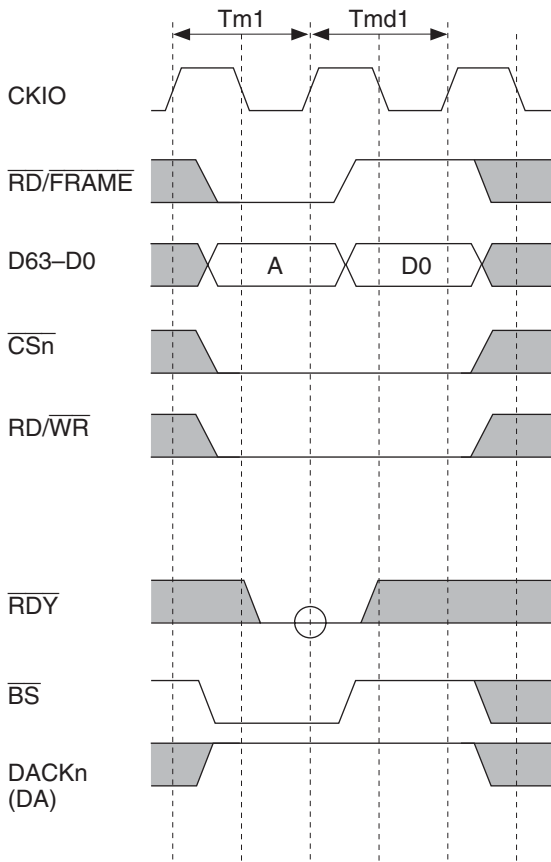 Tm1 Tmd1
CKIO
RD/FRAME
D63–D0 A D0
CSn
RD/WR
RDY
BS
DACKn
(DA)